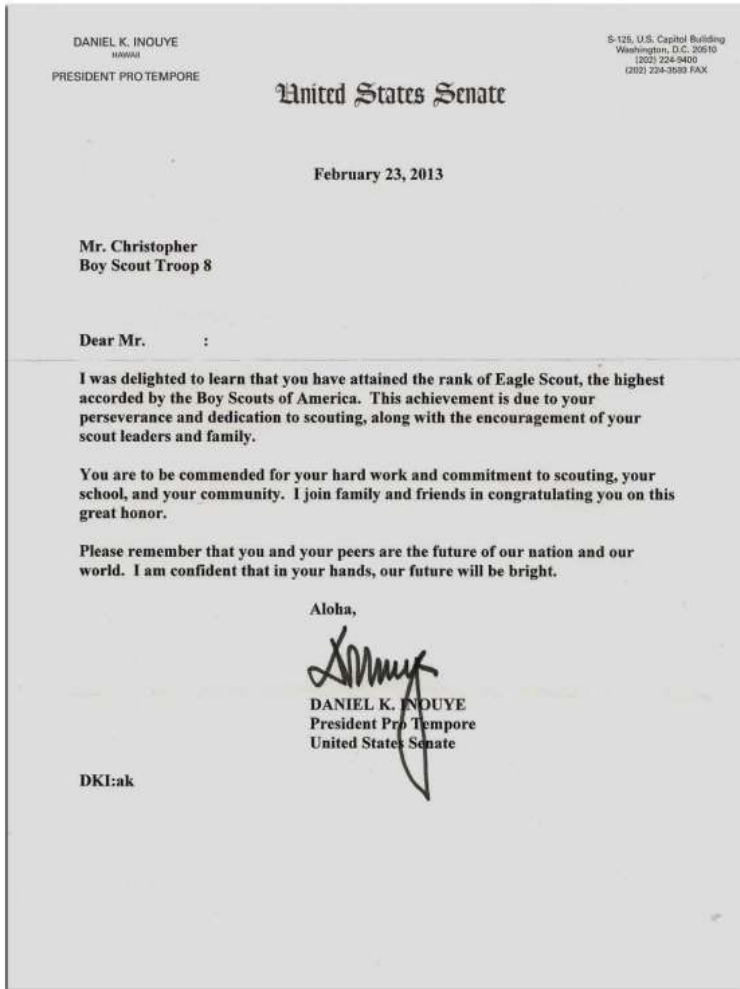 DANIEL K. INOUYE
HAWAII
PRESIDENT PRO TEMPORE
S-125, U.S. Capitol Building
Washington, D.C. 20510
(202) 224-9400
(202) 224-3593 FAX
United States Senate
February 23, 2013
Mr. Christopher
Boy Scout Troop 8
Dear Mr. :
I was delighted to learn that you have attained the rank of Eagle Scout, the highest
accorded by the Boy Scouts of America. This achievement is due to your
perseverance and dedication to scouting, along with the encouragement of your
scout leaders and family.
You are to be commended for your hard work and commitment to scouting, your
school, and your community. I join family and friends in congratulating you on this
great honor.
Please remember that you and your peers are the future of our nation and our
world. I am confident that in your hands, our future will be bright.
Aloha,
DANIEL K. INOUYE
President Pro Tempore
United States Senate
DKI:ak